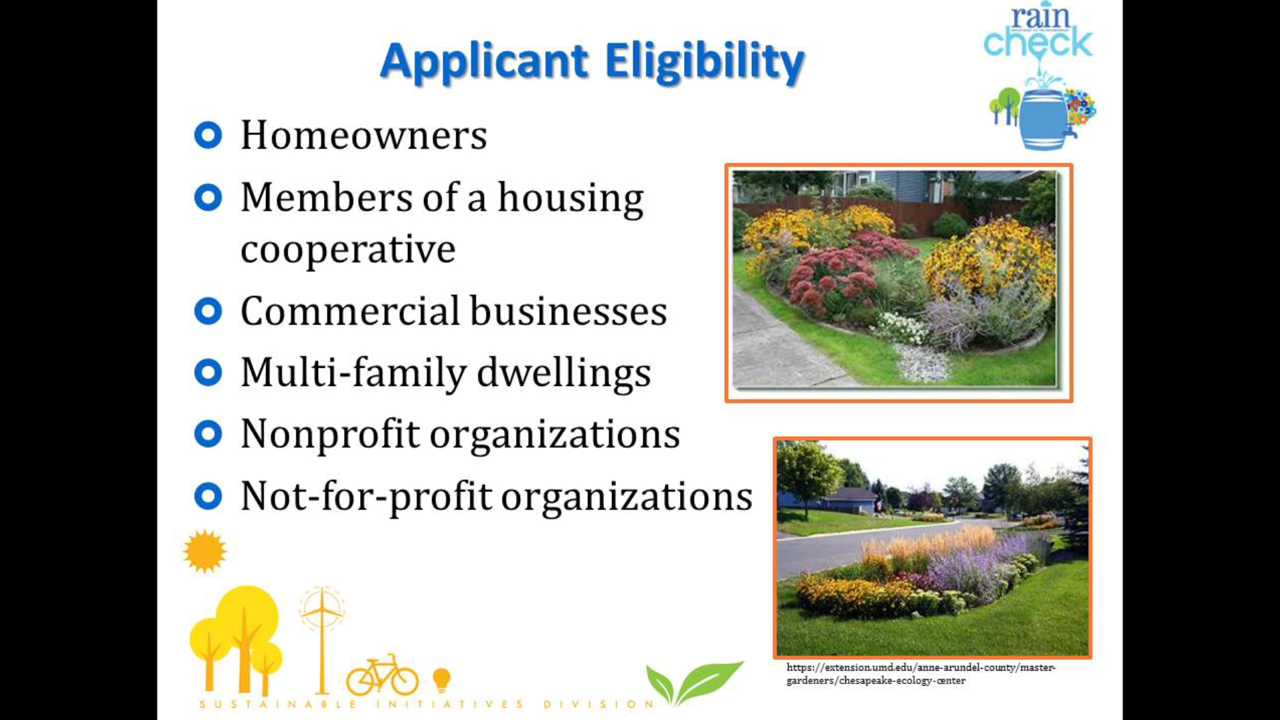 Applicant Eligibility
rain
check
Homeowners
Members of a housing
cooperative
Commercial businesses
Multi-family dwellings
Nonprofit organizations
Not-for-profit organizations
https://extension.umd.edu/anne-arundel-county/master-
gardeners/chesapeake-ecology-center
SUSTAINABLE INITIATIVES DIVISION